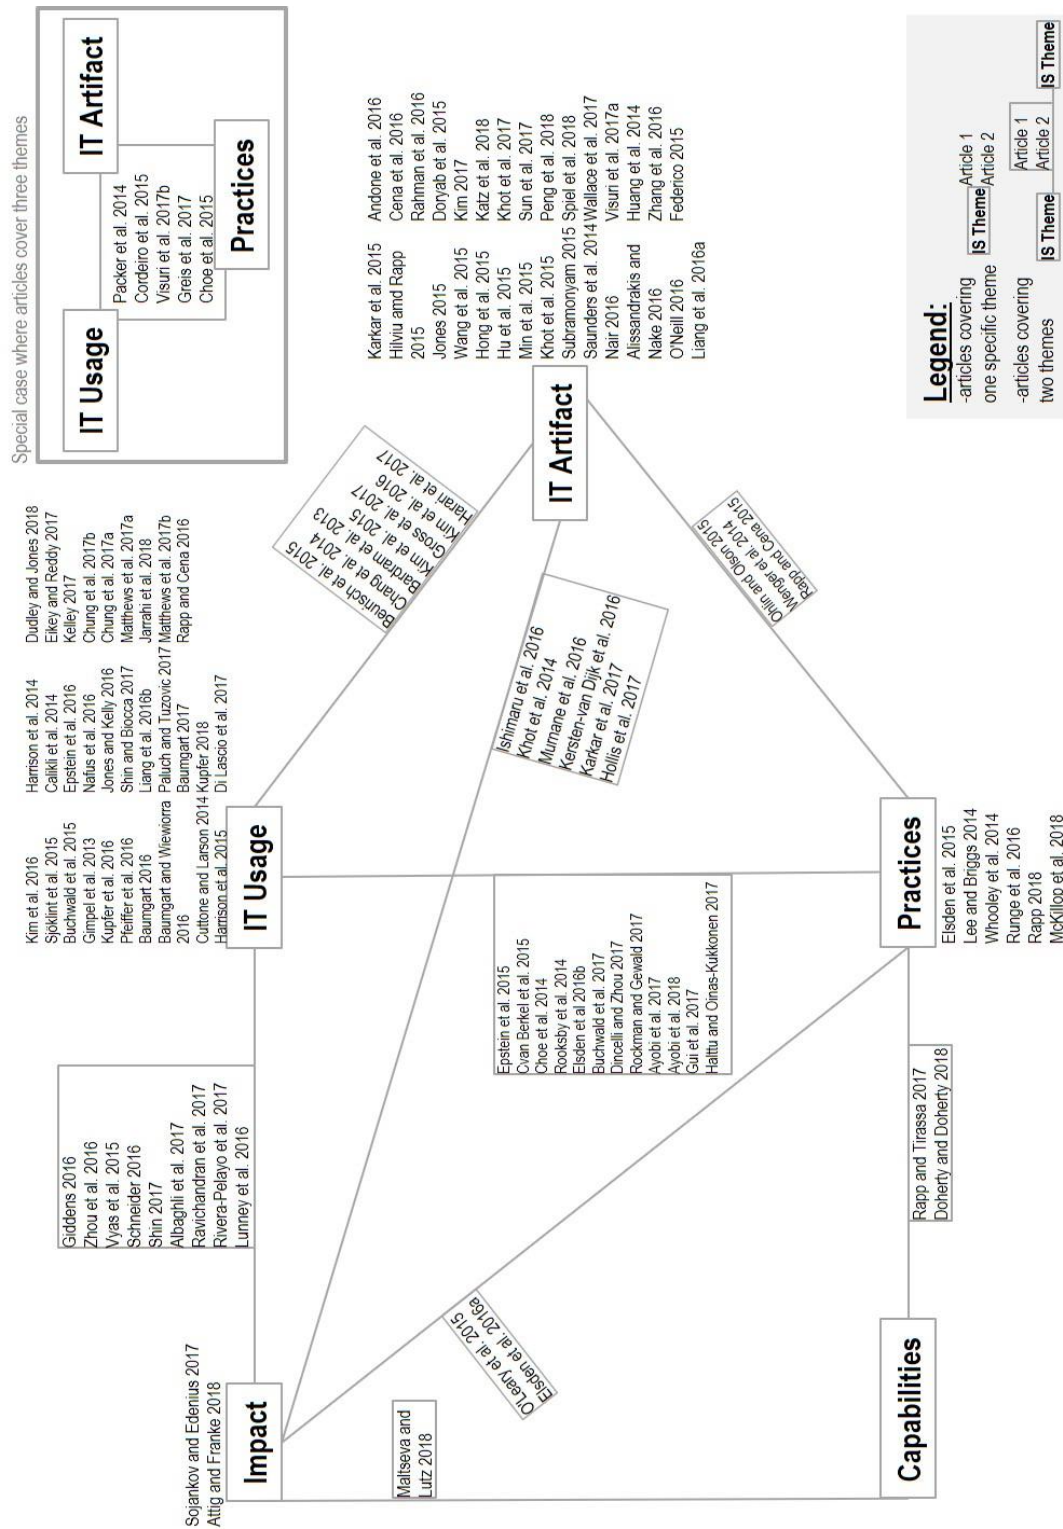 Special case where articles cover three themes
IT Usage
IT Artifact
Packer et al. 2014
Cordeiro et al. 2015
Visuri et al. 2017b
Greis et al. 2017
Choe et al. 2015
Practices
Sojankov and Edenius 2017
Attig and Franke 2018
Impact
Giddens 2016
Zhou et al. 2016
Vyas et al. 2015
Schneider 2016
Shin 2017
Albaghli et al. 2017
Ravichandran et al. 2017
Rivera-Pelayo et al. 2017
Lunney et al. 2016
Kim et al. 2016
Sjöklint et al. 2015
Buchwald et al. 2015
Gimpel et al. 2013
Kupfer et al. 2016
Pfeiffer et al. 2016
Baumgart 2016
Baumgart and Wiewiorra
2016
Cuttone and Larson 2014
Harrison et al. 2015
Harrison et al. 2014
Calikli et al. 2014
Epstein et al. 2016
Nafus et al. 2016
Jones and Kelly 2016
Shin and Biocca 2017
Liang et al. 2016b
Paluch and Tuzovic 2017
Baumgart 2017
Kupfer 2018
Di Lascio et al. 2017
Dudley and Jones 2018
Eikey and Reddy 2017
Kelley 2017
Chung et al. 2017b
Chung et al. 2017a
Matthews et al. 2017a
Jarrahi et al. 2018
Matthews et al. 2017b
Rapp and Cena 2016
IT Usage
Beunsch et al. 2015
Chang et al. 2014
Bardram et al. 2013
Kim et al. 2015
Gross et al. 2017
Kim et al. 2016
Haran et al. 2017
IT Artifact
Karkar et al. 2015
Hilviu amd Rapp
2015
Jones 2015
Wang et al. 2015
Hong et al. 2015
Hu et al. 2015
Min et al. 2015
Khot et al. 2015
Subramonyam 2015
Saunders et al. 2014
Nair 2016
Alissandrakis and
Nake 2016
O'Neill 2016
Liang et al. 2016a
Andone et al. 2016
Cena et al. 2016
Rahman et al. 2016
Doryab et al. 2015
Kim 2017
Katz et al. 2018
Khot et al. 2017
Sun et al. 2017
Peng et al. 2018
Spiel et al. 2018
Wallace et al. 2017
Visuri et al. 2017a
Huang et al. 2014
Zhang et al. 2016
Federico 2015
Ishimaru et al. 2016
Khot et al. 2014
Murnane et al. 2016
Kersten-van Dijk et al. 2016
Karkar et al. 2017
Hollis et al. 2017
Ohlin and Olson 2015
Wenger et al. 2014
Rapp and Cena 2015
Epstein et al. 2015
Cvan Berkel et al. 2015
Choe et al. 2014
Rooksby et al. 2014
Elsden et al 2016b
Buchwald et al. 2017
Dincelli and Zhou 2017
Rockman and Gewald 2017
Ayobi et al. 2017
Ayobi et al. 2018
Gui et al. 2017
Halttu and Oinas-Kukkonen 2017
O'Leary et al. 2015
Elsden et al. 2016a
Maltseva and
Lutz 2018
Capabilities
Rapp and Tirassa 2017
Doherty and Doherty 2018
Practices
Elsden et al. 2015
Lee and Briggs 2014
Whooley et al. 2014
Runge et al. 2016
Rapp 2018
McKillop et al. 2018
Legend:
-articles covering
one specific theme
IS Theme
Article 1
Article 2
-articles covering
two themes
IS Theme
Article 1
Article 2
IS Theme